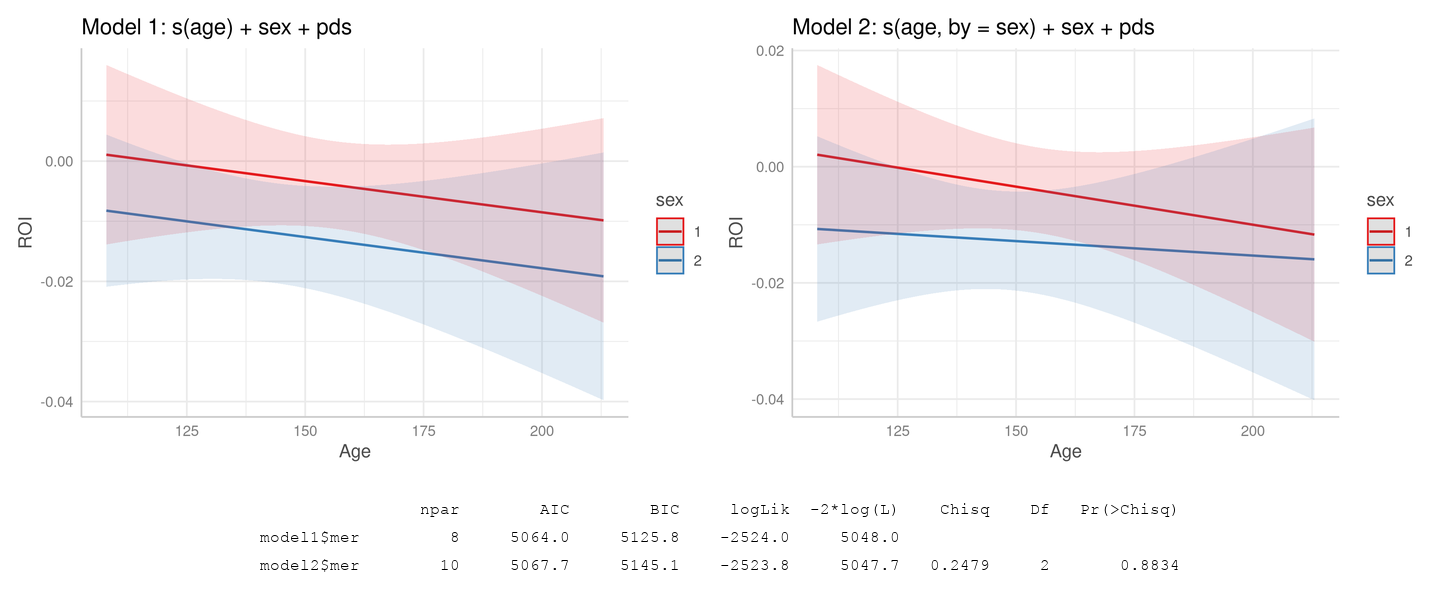 Model 1: s(age) + sex + pds
0.00
-0.02
-0.04
ROI
125 150 175 200
Age
sex
1
2
Model 2: s(age, by = sex) + sex + pds
0.02
0.00
-0.02
-0.04
ROI
125 150 175 200
Age
sex
1
2
npar AIC BIC logLik -2*log(L) Chisq Df Pr(>Chisq)
model1$mer 8 5064.0 5125.8 -2524.0 5048.0
model2$mer 10 5067.7 5145.1 -2523.8 5047.7 0.2479 2 0.8834